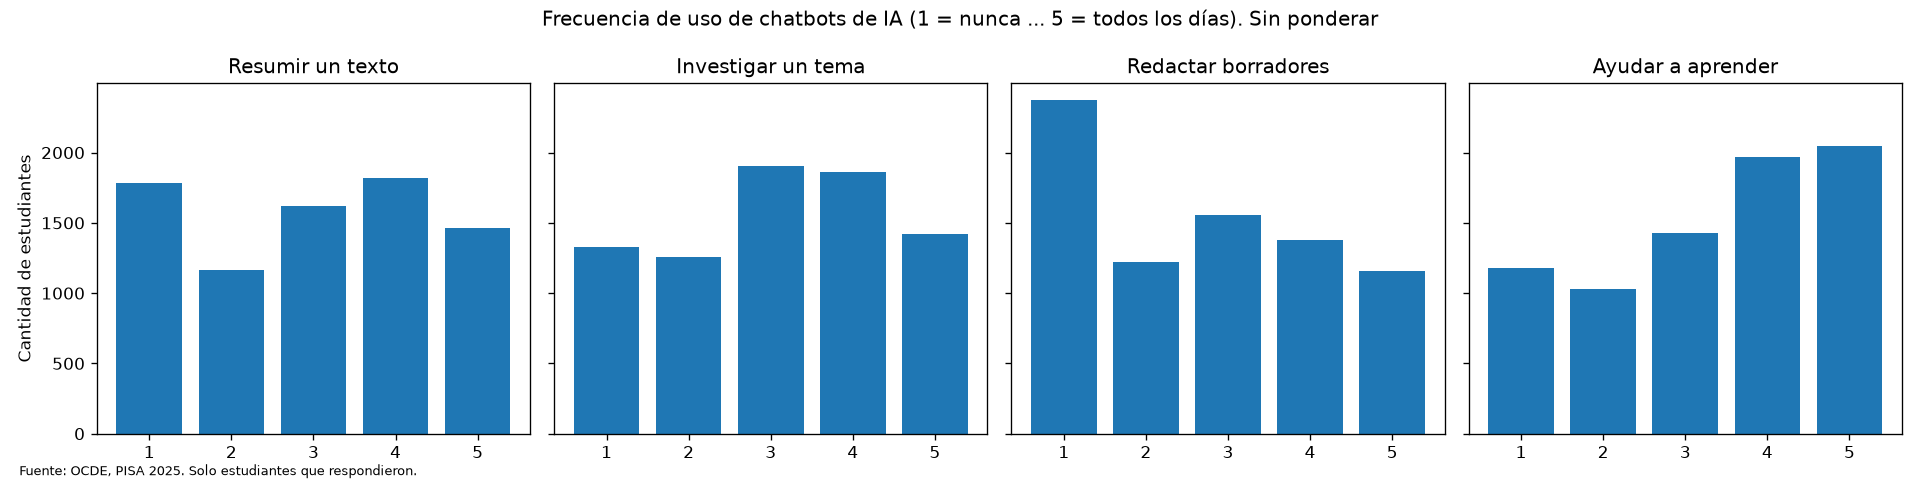 Frecuencia de uso de chatbots de IA (1 = nunca ... 5 = todos los días). Sin ponderar
Resumir un texto
Investigar un tema
Redactar borradores
Ayudar a aprender
Cantidad de estudiantes
2000
1500
1000
500
0
1 2 3 4 5
1 2 3 4 5
1 2 3 4 5
1 2 3 4 5
Fuente: OCDE, PISA 2025. Solo estudiantes que respondieron.